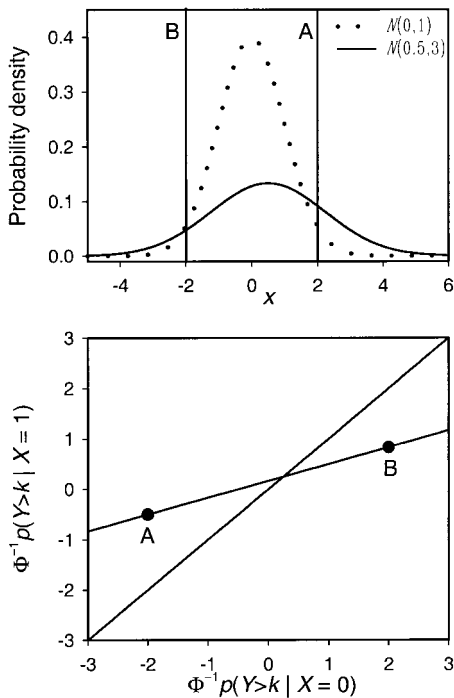 B
A
N(0,1)
N(0.5,3)
Probability density
0.4
0.3
0.2
0.1
0.0
-4
-2
0
2
4
6
x
Φ⁻¹p(Y>k | X = 1)
3
2
1
0
-1
-2
-3
A
B
-3
-2
-1
0
1
2
3
Φ⁻¹p(Y>k | X = 0)